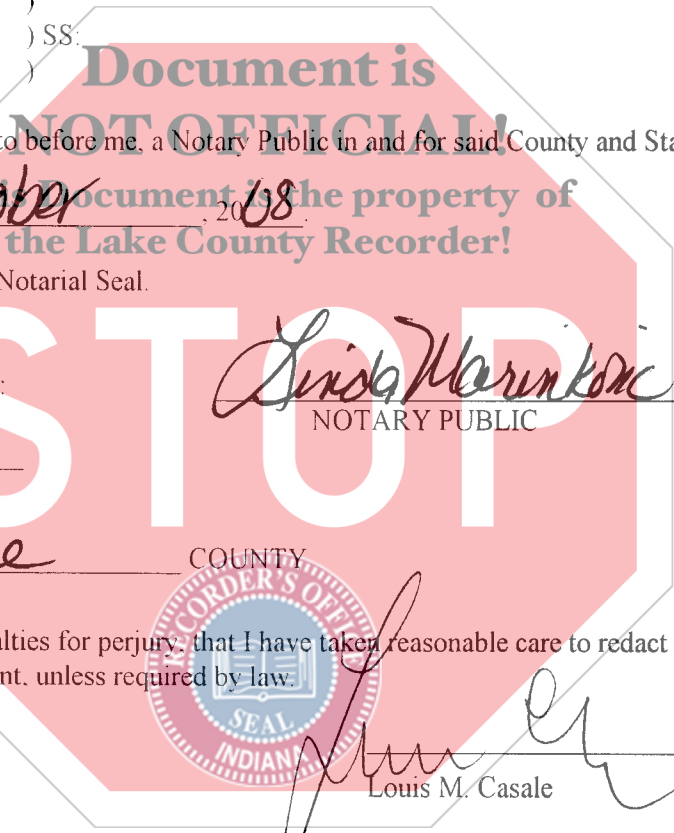 )
) SS:
)
Document is
NOT OFFICIAL!
to before me, a Notary Public in and for said County and Sta
This Document is the property of
ber , 2008.
the Lake County Recorder!
Notarial Seal.
STOP
:
Linda Marinkovic
NOTARY PUBLIC
e COUNTY
RECORDER'S OFFICE
SEAL
INDIANA
alties for perjury, that I have taken reasonable care to redact
nt, unless required by law.
Louis M. Casale